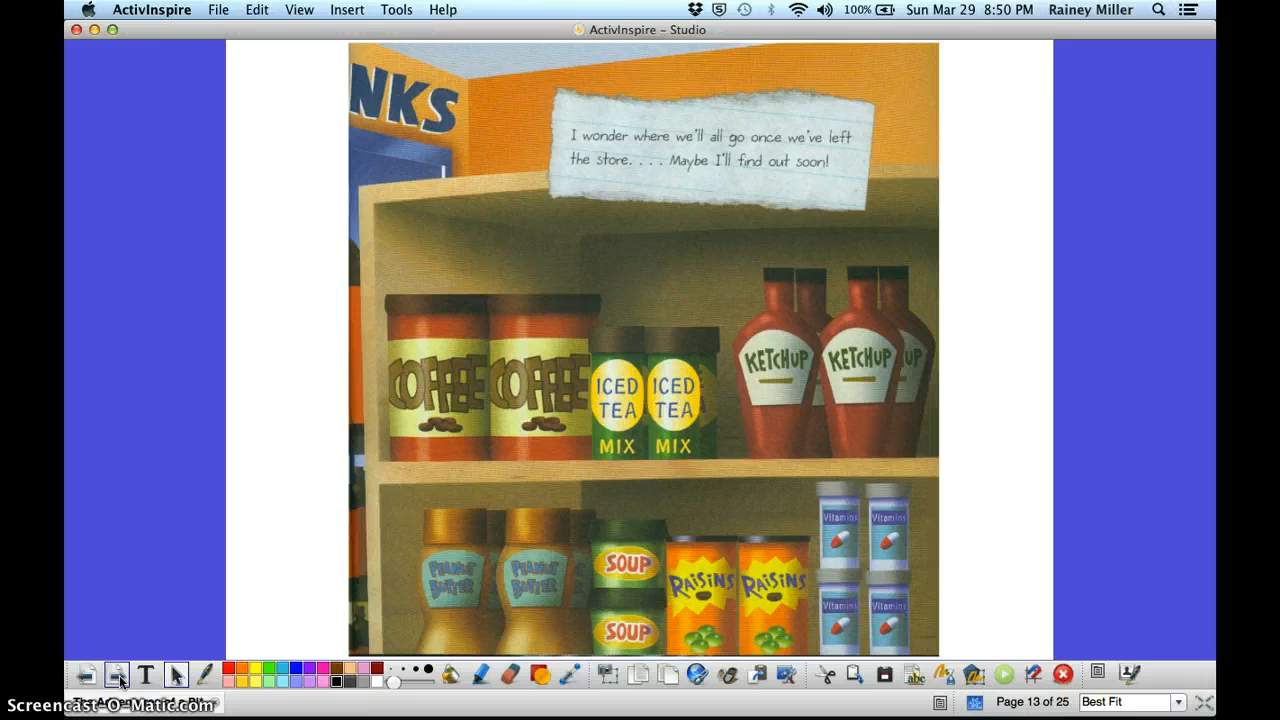 ActivInspire File Edit View Insert Tools Help 100% Sun Mar 29 8:50 PM Rainey Miller
ActivInspire – Studio
NKS
I wonder where we'll all go once we've left
the store. . . . Maybe I'll find out soon!
COFFEE COFFEE
ICED TEA MIX ICED TEA MIX
KETCHUP KETCHUP UP
PEANUT BUTTER PEANUT BUTTER
SOUP
SOUP
RAISINS RAISINS
Vitamins Vitamins
Vitamins Vitamins
T
Page 13 of 25 Best Fit
Screencast-O-Matic.com